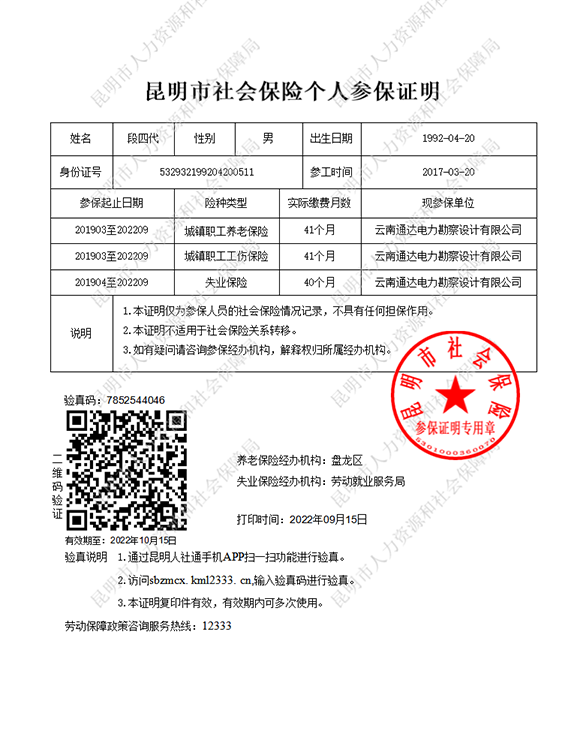 昆明市社会保险个人参保证明
姓名 段四代 性别 男 出生日期 1992-04-20
身份证号 532932199204200511 参工时间 2017-03-20
参保起止日期 险种类型 实际缴费月数 现参保单位
201903至202209 城镇职工养老保险 41个月 云南通达电力勘察设计有限公司
201903至202209 城镇职工工伤保险 41个月 云南通达电力勘察设计有限公司
201904至202209 失业保险 40个月 云南通达电力勘察设计有限公司
说明
1.本证明仅为参保人员的社会保险情况记录，不具有任何担保作用。
2.本证明不适用于社会保险关系转移。
3.如有疑问请咨询参保经办机构，解释权归所属经办机构。
昆明市社会保险
参保证明专用章
5301000360070
验真码：7852544046
二维码验证
养老保险经办机构：盘龙区
失业保险经办机构：劳动就业服务局
打印时间：2022年09月15日
有效期至：2022年10月15日
验真说明 1.通过昆明人社通手机APP扫一扫功能进行验真。
2.访问sbzmcx.kml2333.cn,输入验真码进行验真。
3.本证明复印件有效，有效期内可多次使用。
劳动保障政策咨询服务热线：12333
昆明市人力资源和社会保障局